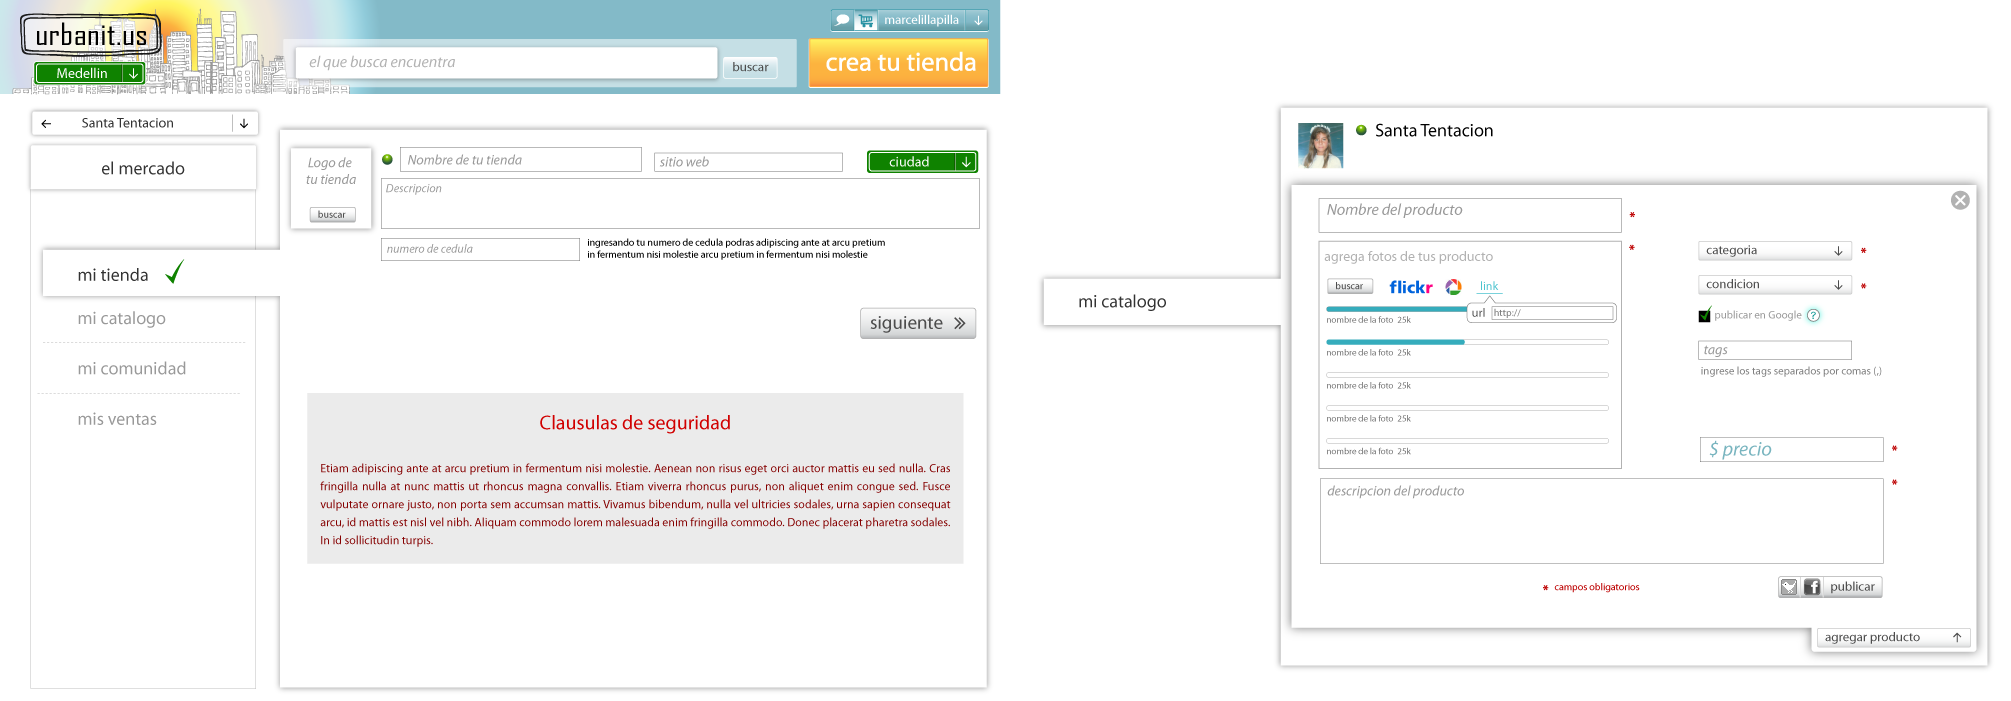 urbanit.us
Medellin
el que busca encuentra
buscar
marcelillapilla
crea tu tienda
Santa Tentacion
el mercado
mi tienda
mi catalogo
mi comunidad
mis ventas
Logo de
tu tienda
buscar
Nombre de tu tienda
sitio web
ciudad
Descripcion
numero de cedula
ingresando tu numero de cedula podras adipiscing ante at arcu pretium
in fermentum nisi molestie arcu pretium in fermentum nisi molestie
siguiente
Clausulas de seguridad
Etiam adipiscing ante at arcu pretium in fermentum nisi molestie. Aenean non risus eget orci auctor mattis eu sed nulla. Cras
fringilla nulla at nunc mattis ut rhoncus magna convallis. Etiam viverra rhoncus purus, non aliquet enim congue sed. Fusce
vulputate ornare justo, non porta sem accumsan mattis. Vivamus bibendum, nulla vel ultricies sodales, urna sapien consequat
arcu, id mattis est nisl vel nibh. Aliquam commodo lorem malesuada enim fringilla commodo. Donec placerat pharetra sodales.
In id sollicitudin turpis.
mi catalogo
Santa Tentacion
Nombre del producto *
agrega fotos de tus producto *
buscar flickr link
url http://
nombre de la foto 25k
nombre de la foto 25k
nombre de la foto 25k
nombre de la foto 25k
nombre de la foto 25k
categoria *
condicion *
publicar en Google ?
tags
ingrese los tags separados por comas (,)
$ precio *
descripcion del producto *
* campos obligatorios
f publicar
agregar producto